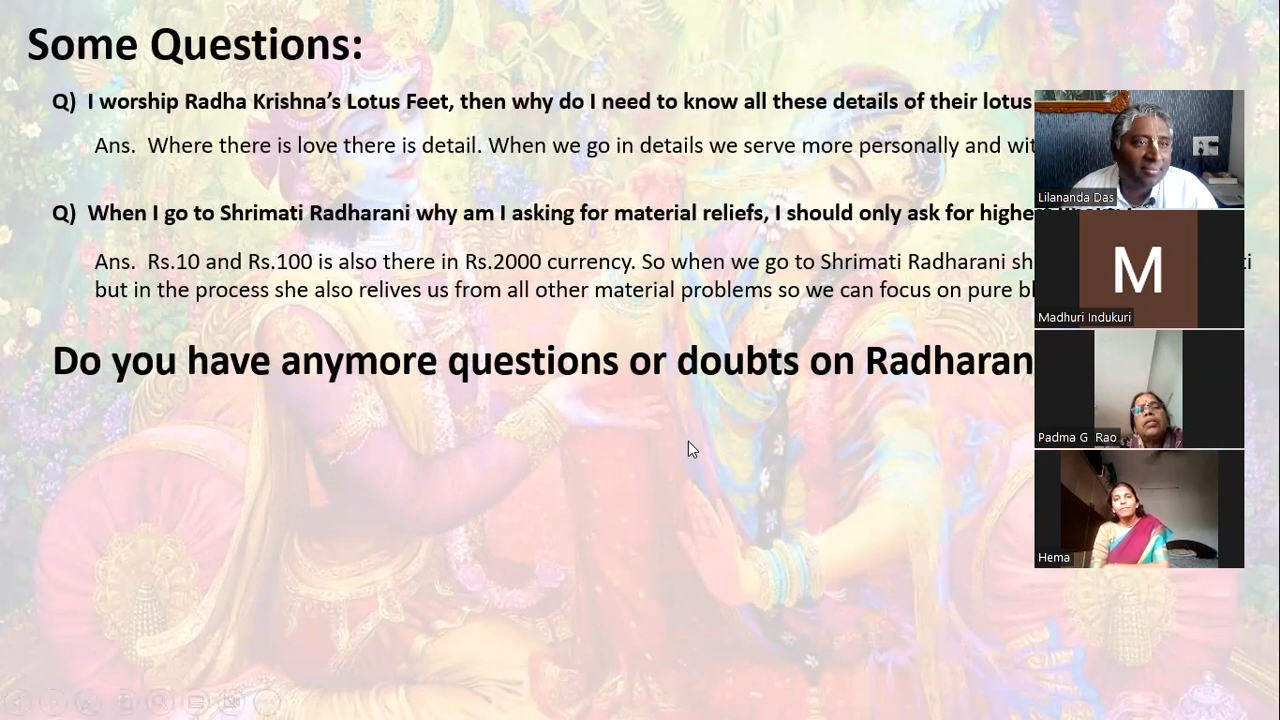 Some Questions:
Q) I worship Radha Krishna’s Lotus Feet, then why do I need to know all these details of their lotus
Ans. Where there is love there is detail. When we go in details we serve more personally and
Q) When I go to Shrimati Radharani why am I asking for material reliefs, I should only ask for
Ans. Rs.10 and Rs.100 is also there in Rs.2000 currency. So when we go to Shrimati Radharani
but in the process she also relives us from all other material problems so we can focus on pure
Do you have anymore questions or doubts on
Lilananda Das
M
Madhuri Indukuri
Padma G Rao
Hema